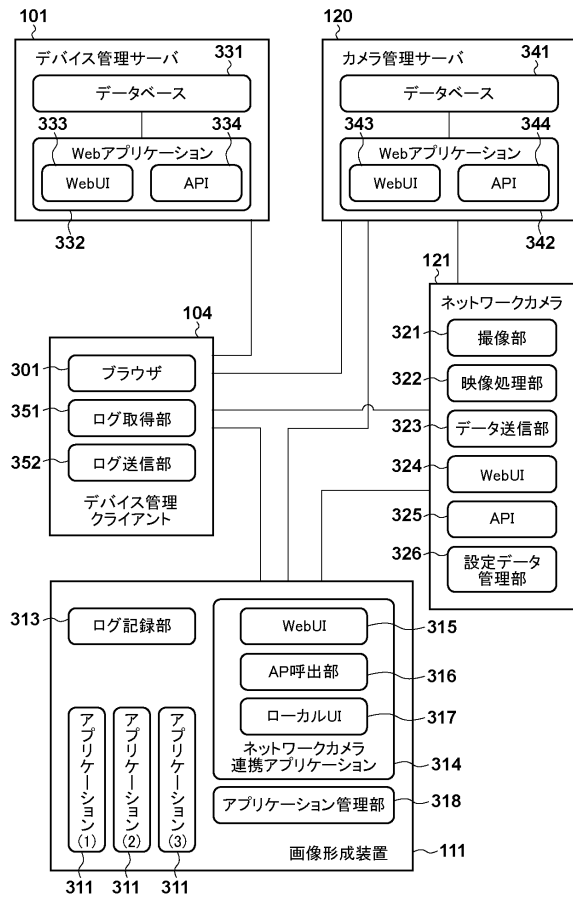 101
デバイス管理サーバ
331
データベース
333
334
Webアプリケーション
WebUI
API
332
120
カメラ管理サーバ
341
データベース
343
344
Webアプリケーション
WebUI
API
342
104
301
ブラウザ
351
ログ取得部
352
ログ送信部
デバイス管理
クライアント
121
ネットワークカメラ
321
撮像部
322
映像処理部
323
データ送信部
324
WebUI
325
API
326
設定データ
管理部
313
ログ記録部
WebUI
315
AP呼出部
316
ローカルUI
317
ネットワークカメラ
連携アプリケーション
314
アプリケーション(1)
アプリケーション(2)
アプリケーション(3)
アプリケーション管理部
318
画像形成装置
111
311
311
311